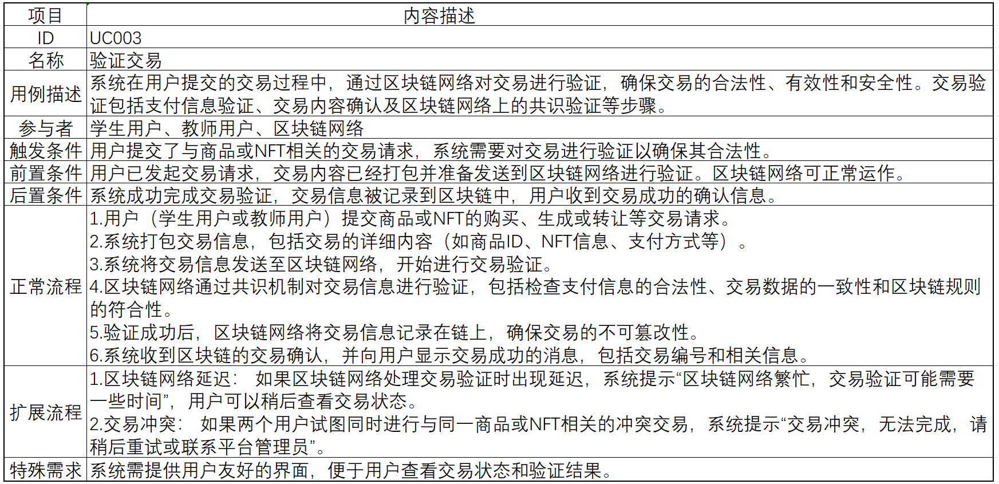 项目 内容描述
ID UC003
名称 验证交易
用例描述 系统在用户提交的交易过程中，通过区块链网络对交易进行验证，确保交易的合法性、有效性和安全性。交易验
证包括支付信息验证、交易内容确认及区块链网络上的共识验证等步骤。
参与者 学生用户、教师用户、区块链网络
触发条件 用户提交了与商品或NFT相关的交易请求，系统需要对交易进行验证以确保其合法性。
前置条件 用户已发起交易请求，交易内容已经打包并准备发送到区块链网络进行验证。区块链网络可正常运作。
后置条件 系统成功完成交易验证，交易信息被记录到区块链中，用户收到交易成功的确认信息。
正常流程 1.用户（学生用户或教师用户）提交商品或NFT的购买、生成或转让等交易请求。
2.系统打包交易信息，包括交易的详细内容（如商品ID、NFT信息、支付方式等）。
3.系统将交易信息发送至区块链网络，开始进行交易验证。
4.区块链网络通过共识机制对交易信息进行验证，包括检查支付信息的合法性、交易数据的一致性和区块链规则
的符合性。
5.验证成功后，区块链网络将交易信息记录在链上，确保交易的不可篡改性。
6.系统收到区块链的交易确认，并向用户显示交易成功的消息，包括交易编号和相关信息。
扩展流程 1.区块链网络延迟： 如果区块链网络处理交易验证时出现延迟，系统提示“区块链网络繁忙，交易验证可能需要
一些时间”，用户可以稍后查看交易状态。
2.交易冲突： 如果两个用户试图同时进行与同一商品或NFT相关的冲突交易，系统提示“交易冲突，无法完成，请
稍后重试或联系平台管理员”。
特殊需求 系统需提供用户友好的界面，便于用户查看交易状态和验证结果。